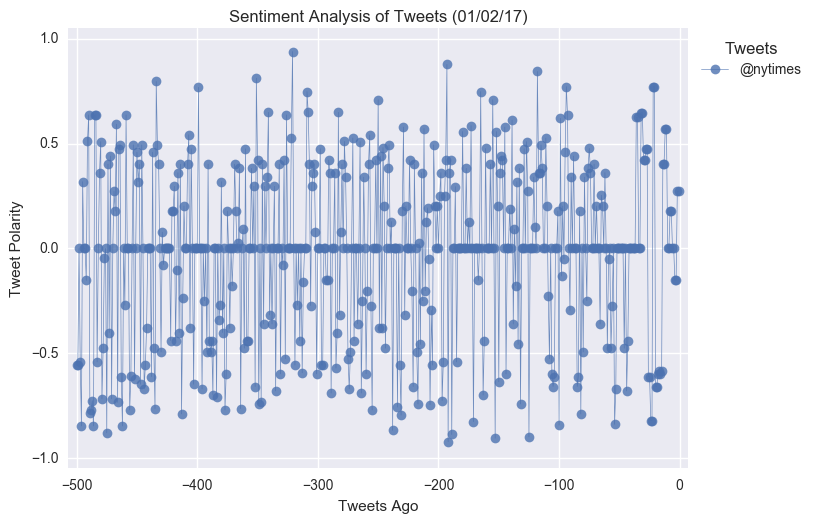 Sentiment Analysis of Tweets (01/02/17)
Tweets
@nytimes
1.0
0.5
0.0
−0.5
−1.0
Tweet Polarity
−500 −400 −300 −200 −100 0
Tweets Ago